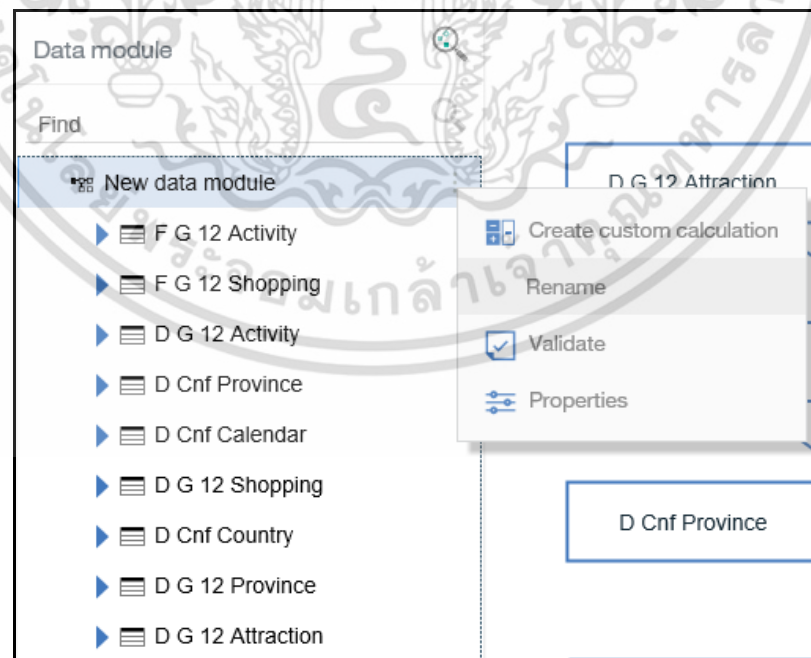 Data module
Find
New data module
F G 12 Activity
F G 12 Shopping
D G 12 Activity
D Cnf Province
D Cnf Calendar
D G 12 Shopping
D Cnf Country
D G 12 Province
D G 12 Attraction
D G 12 Attraction
Create custom calculation
Rename
Validate
Properties
D Cnf Province